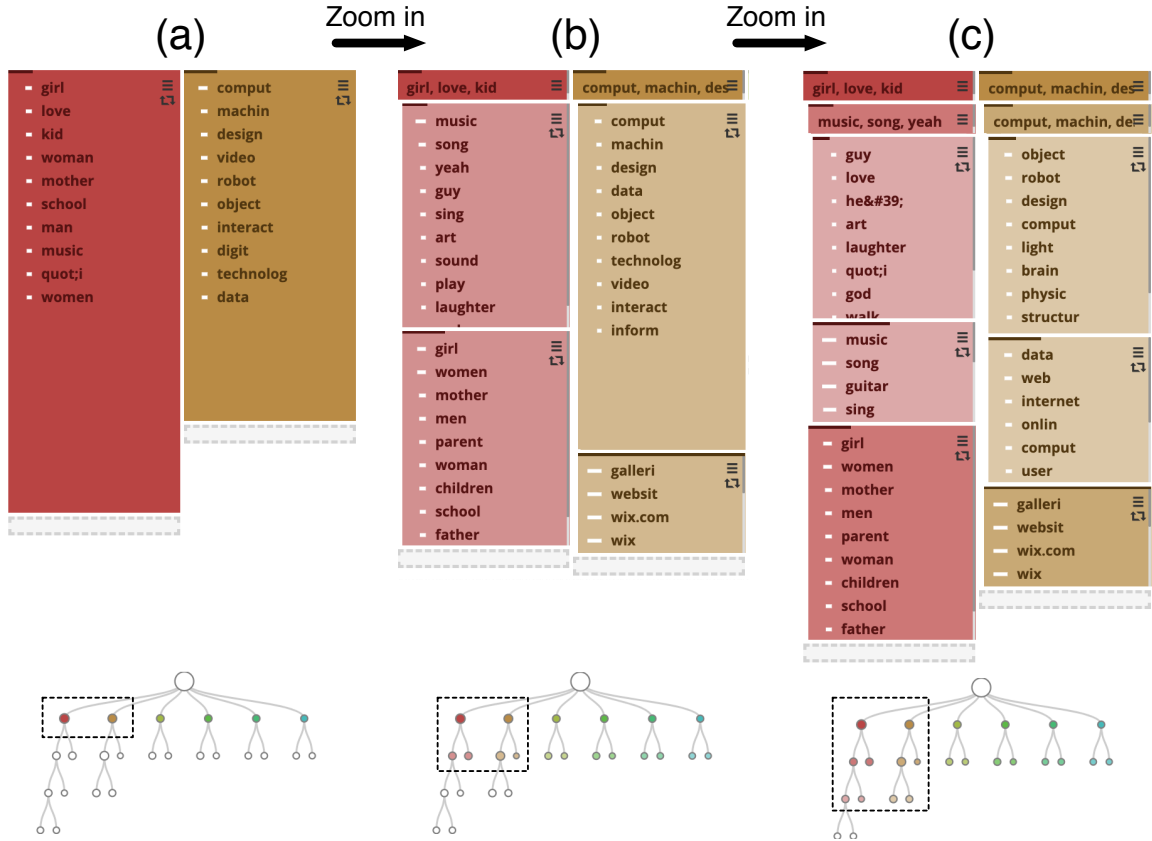 (a)
Zoom in
(b)
Zoom in
(c)
girl
love
kid
woman
mother
school
man
music
quot;i
women
comput
machin
design
video
robot
object
interact
digit
technolog
data
girl, love, kid
music
song
yeah
guy
sing
art
sound
play
laughter
girl
women
mother
men
parent
woman
children
school
father
comput, machin, des
comput
machin
design
data
object
robot
technolog
video
interact
inform
galleri
websit
wix.com
wix
girl, love, kid
music, song, yeah
guy
love
he&#39;
art
laughter
quot;i
god
walk
music
song
guitar
sing
girl
women
mother
men
parent
woman
children
school
father
comput, machin, des
comput, machin, de
object
robot
design
comput
light
brain
physic
structur
data
web
internet
onlin
comput
user
galleri
websit
wix.com
wix